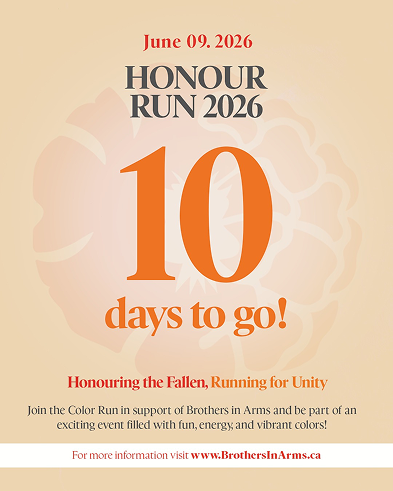 June 09. 2026
HONOUR
RUN 2026
10
days to go!
Honouring the Fallen, Running for Unity
Join the Color Run in support of Brothers in Arms and be part of an
exciting event filled with fun, energy, and vibrant colors!
For more information visit www.BrothersInArms.ca